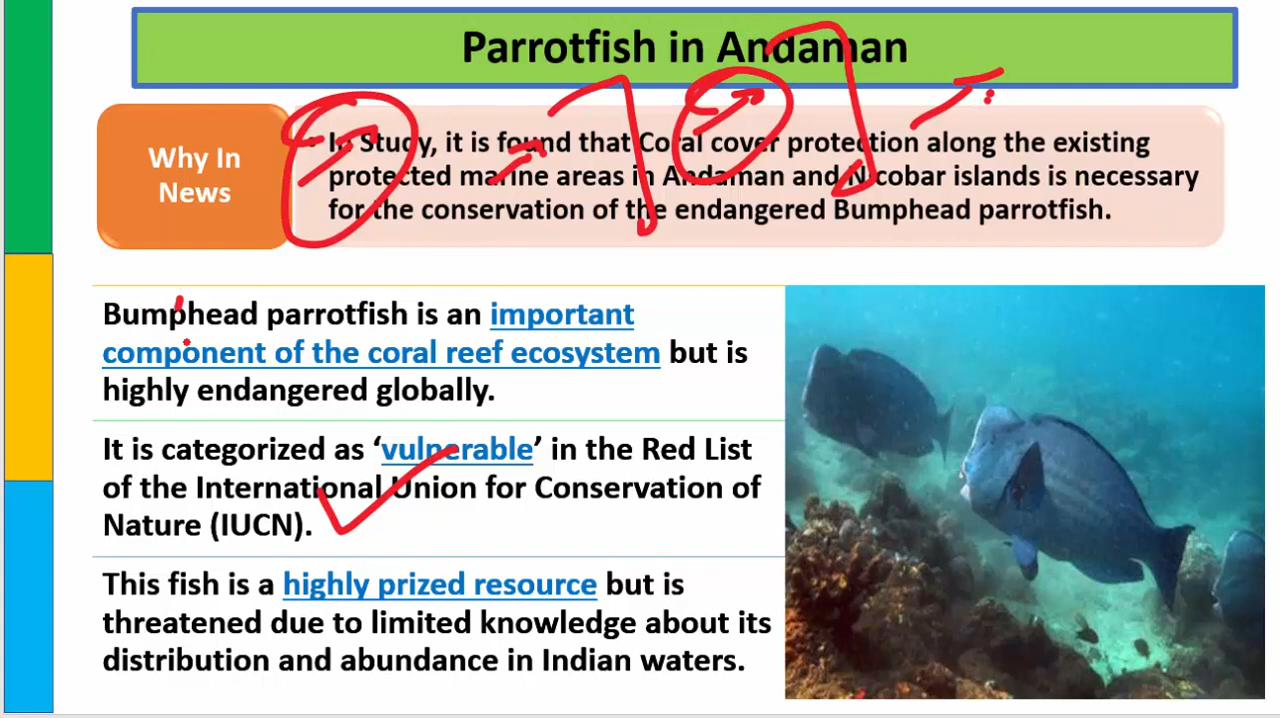 Parrotfish in Andaman
Why In
News
• In Study, it is found that Coral cover protection along the existing
protected marine areas in Andaman and Nicobar islands is necessary
for the conservation of the endangered Bumphead parrotfish.
Bumphead parrotfish is an important
component of the coral reef ecosystem but is
highly endangered globally.
It is categorized as ‘vulnerable’ in the Red List
of the International Union for Conservation of
Nature (IUCN).
This fish is a highly prized resource but is
threatened due to limited knowledge about its
distribution and abundance in Indian waters.